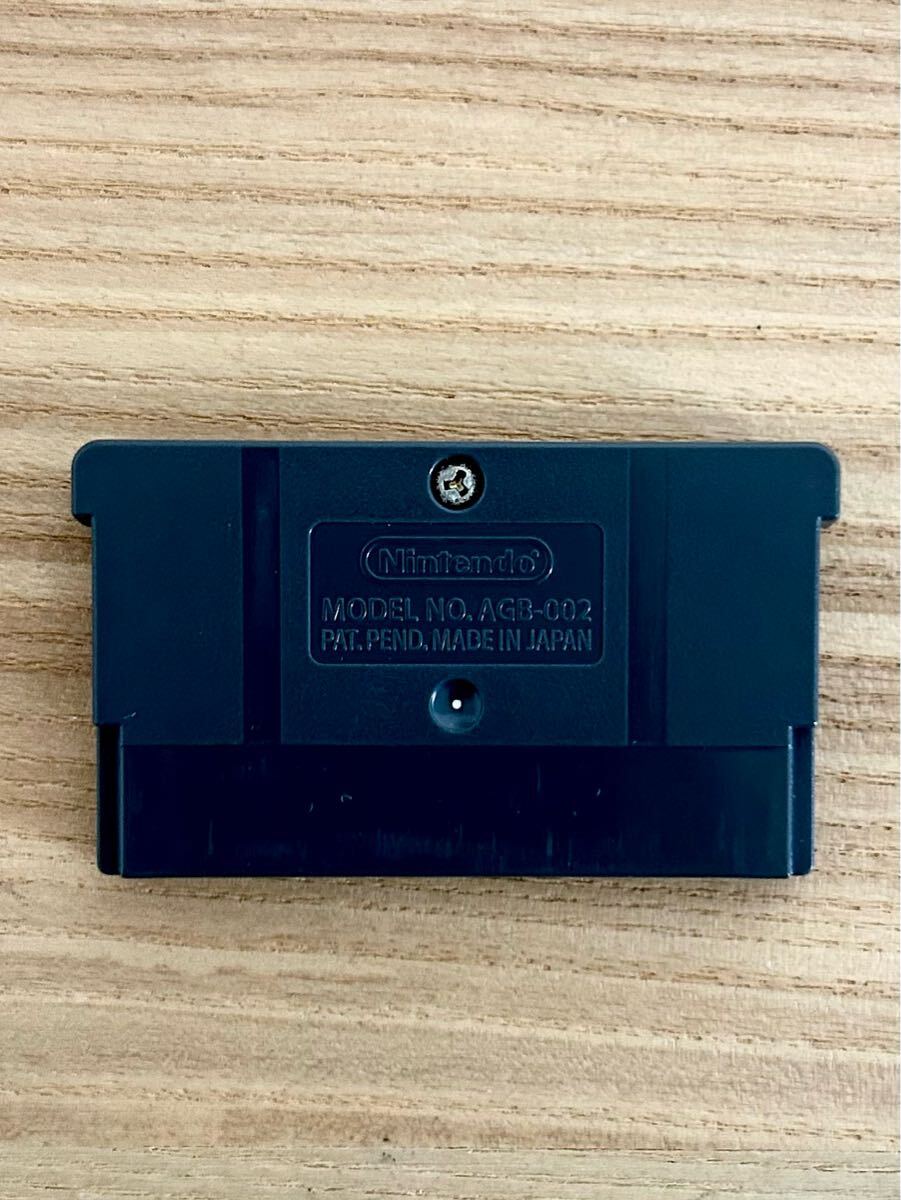 Nintendo®
MODEL NO. AGB-002
PAT. PEND. MADE IN JAPAN